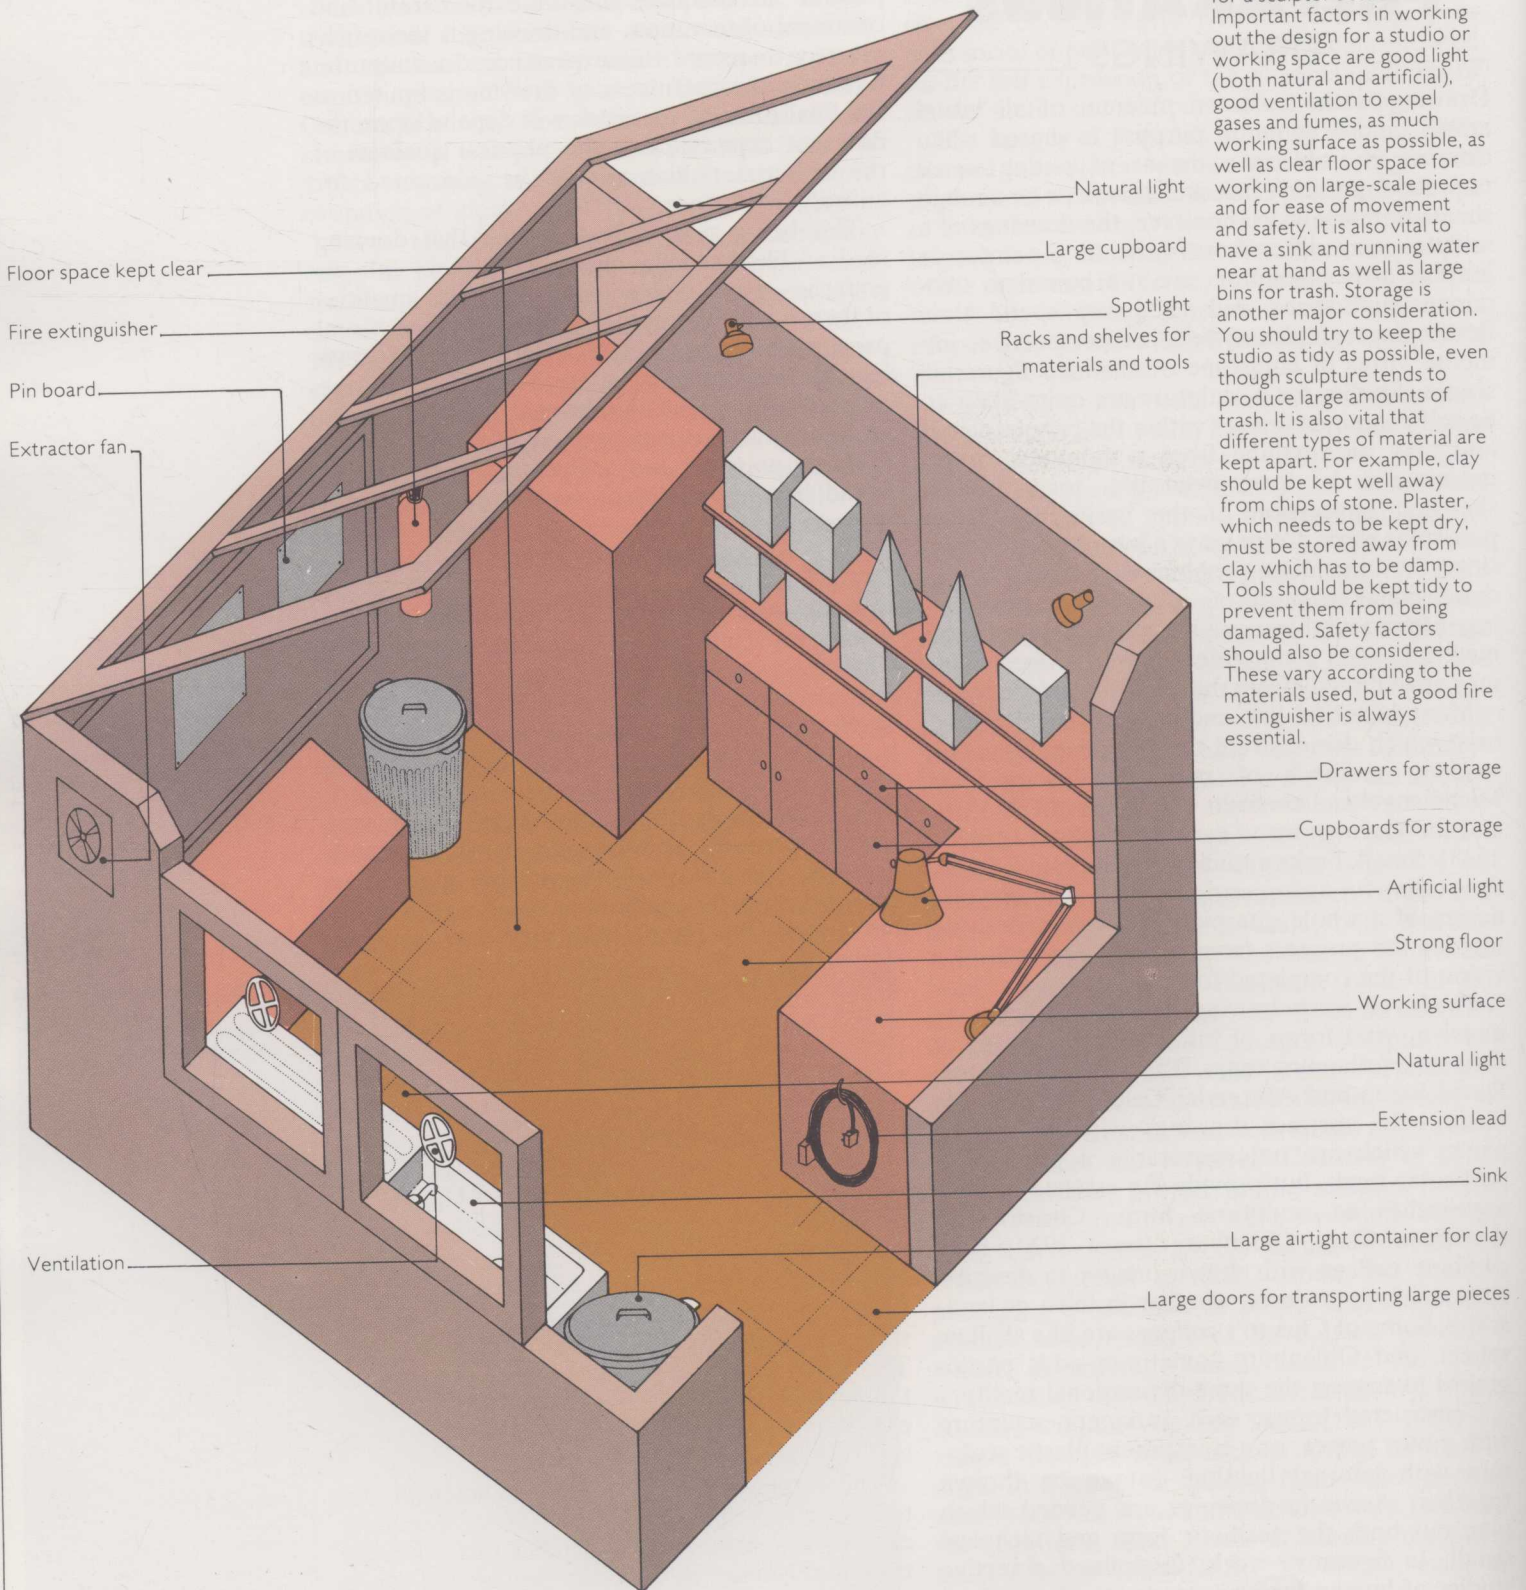 for a sculptor's
Important factors in working
out the design for a studio or
working space are good light
(both natural and artificial),
good ventilation to expel
gases and fumes, as much
working surface as possible, as
well as clear floor space for
working on large-scale pieces
and for ease of movement
and safety. It is also vital to
have a sink and running water
near at hand as well as large
bins for trash. Storage is
another major consideration.
You should try to keep the
studio as tidy as possible, even
though sculpture tends to
produce large amounts of
trash. It is also vital that
different types of material are
kept apart. For example, clay
should be kept well away
from chips of stone. Plaster,
which needs to be kept dry,
must be stored away from
clay which has to be damp.
Tools should be kept tidy to
prevent them from being
damaged. Safety factors
should also be considered.
These vary according to the
materials used, but a good fire
extinguisher is always
essential.
Floor space kept clear
Fire extinguisher
Pin board
Extractor fan
Ventilation
Natural light
Large cupboard
Spotlight
Racks and shelves for
materials and tools
Drawers for storage
Cupboards for storage
Artificial light
Strong floor
Working surface
Natural light
Extension lead
Sink
Large airtight container for clay
Large doors for transporting large pieces